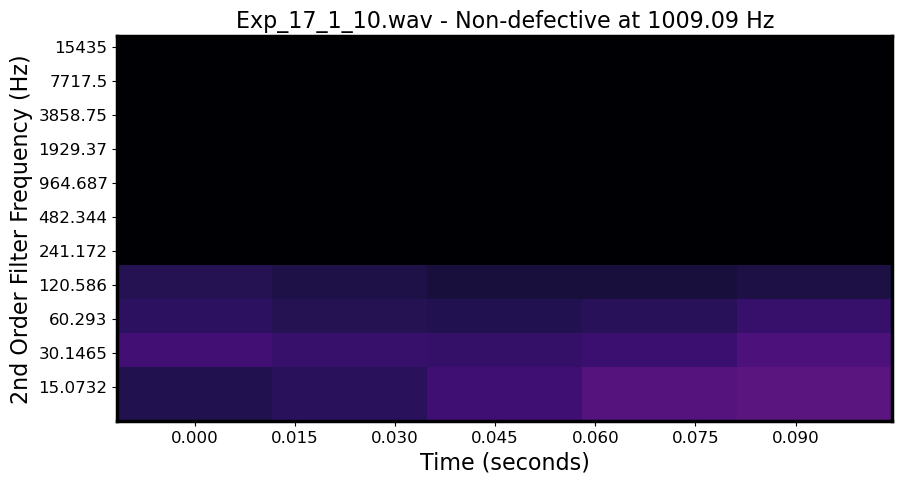 Exp_17_1_10.wav - Non-defective at 1009.09 Hz
2nd Order Filter Frequency (Hz)
15435
7717.5
3858.75
1929.37
964.687
482.344
241.172
120.586
60.293
30.1465
15.0732
0.000 0.015 0.030 0.045 0.060 0.075 0.090
Time (seconds)